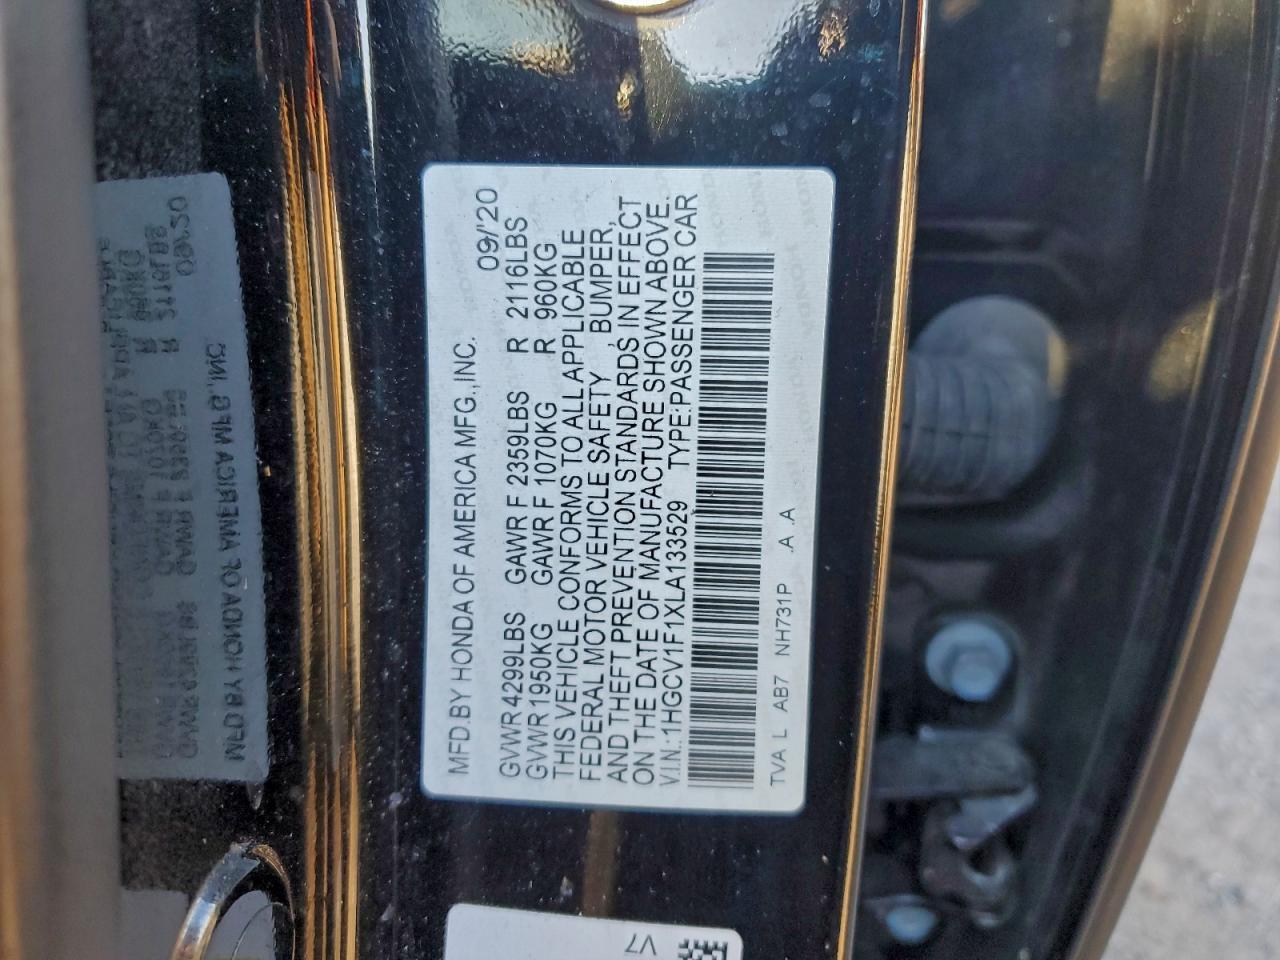 MFD.BY HONDA OF AMERICA MFG.,INC. 09/'20
GVWR 4299LBS GAWR F 2359LBS R 2116LBS
GVWR 1950KG GAWR F 1070KG R 960KG
THIS VEHICLE CONFORMS TO ALL APPLICABLE
FEDERAL MOTOR VEHICLE SAFETY , BUMPER,
AND THEFT PREVENTION STANDARDS IN EFFECT
ON THE DATE OF MANUFACTURE SHOWN ABOVE.
V.I.N.:1HGCV1F1XLA133529 TYPE:PASSENGER CAR
TVA L AB7 NH731P .A .A
V7